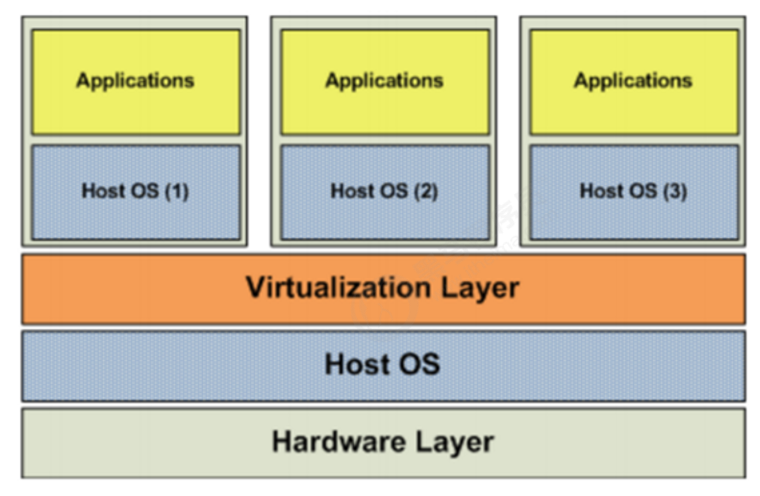 Applications
Applications
Applications
Host OS (1)
Host OS (2)
Host OS (3)
Virtualization Layer
Host OS
Hardware Layer